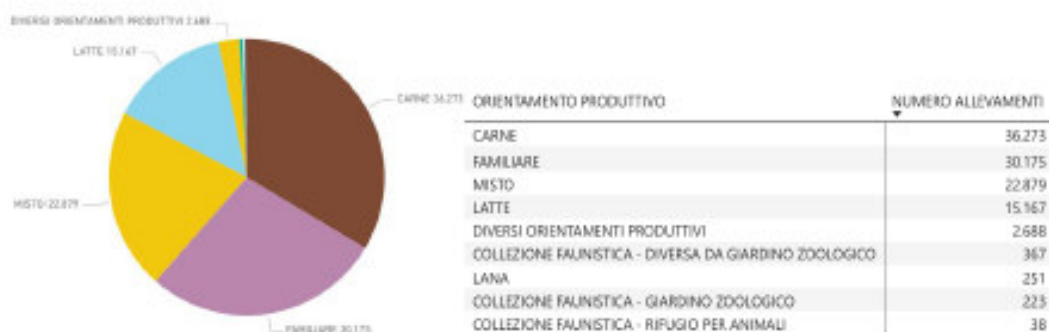 DIVERSI ORIENTAMENTI PRODUTTIVI 2.688
LATTE 15.167
CARNE 36.273
MISTO 22.879
FAMILIARE 30.175
ORIENTAMENTO PRODUTTIVO NUMERO ALLEVAMENTI
CARNE 36.273
FAMILIARE 30.175
MISTO 22.879
LATTE 15.167
DIVERSI ORIENTAMENTI PRODUTTIVI 2.688
COLLEZIONE FAUNISTICA - DIVERSA DA GIARDINO ZOOLOGICO 367
LANA 251
COLLEZIONE FAUNISTICA - GIARDINO ZOOLOGICO 223
COLLEZIONE FAUNISTICA - RIFUGIO PER ANIMALI 38